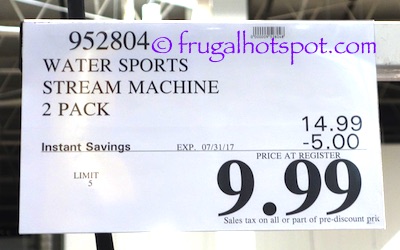 952804
© frugalhotspot.com
WATER SPORTS
STREAM MACHINE
2 PACK
14.99
Instant Savings EXP. 07/31/17 -5.00
PRICE AT REGISTER
LIMIT
5
9.99
Sales tax on all or part of pre-discount